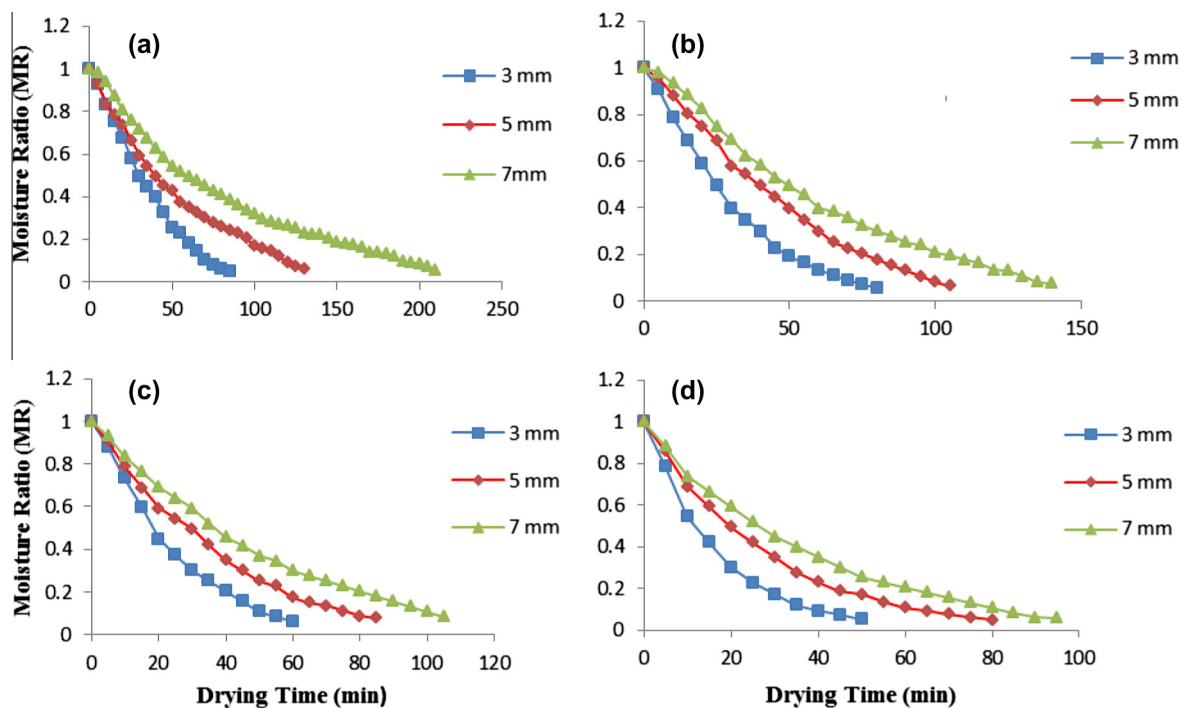 1.2
1
0.8
0.6
0.4
0.2
0
0 50 100 150 200 250
Moisture Ratio (MR)
(a)
3 mm
5 mm
7mm
1.2
1
0.8
0.6
0.4
0.2
0
0 50 100 150
(b)
3 mm
5 mm
7 mm
1.2
1
0.8
0.6
0.4
0.2
0
0 20 40 60 80 100 120
Moisture Ratio (MR)
Drying Time (min)
(c)
3 mm
5 mm
7 mm
1.2
1
0.8
0.6
0.4
0.2
0
0 20 40 60 80 100
Drying Time (min)
(d)
3 mm
5 mm
7 mm